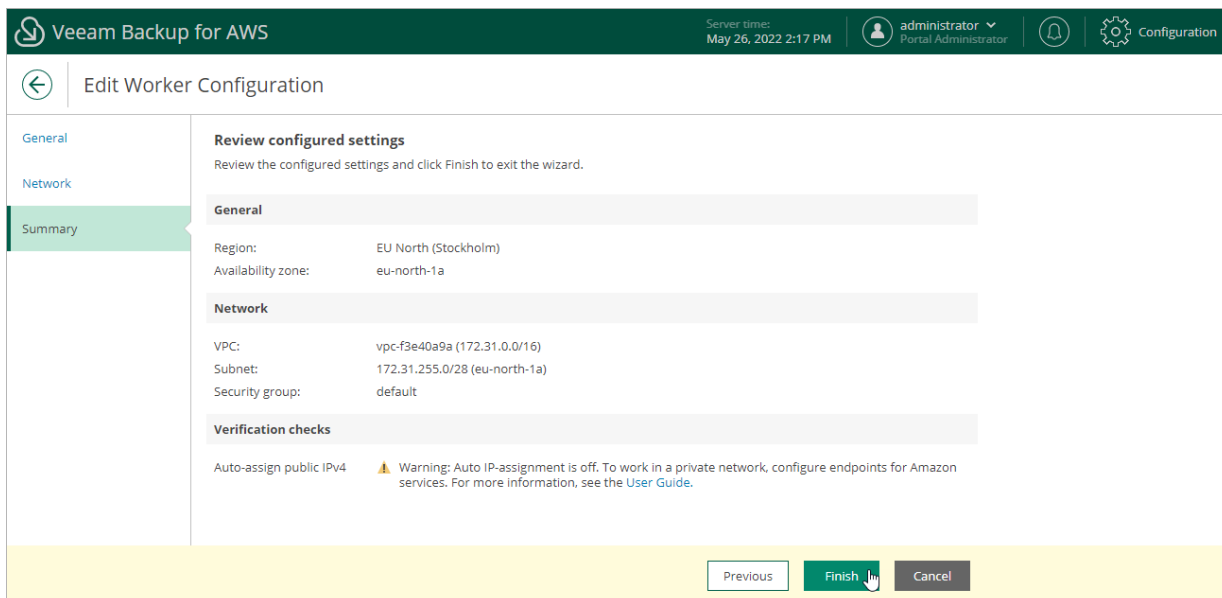 Veeam Backup for AWS
Server time:
May 26, 2022 2:17 PM
administrator
Portal Administrator
Configuration
Edit Worker Configuration
General
Network
Summary
Review configured settings
Review the configured settings and click Finish to exit the wizard.
General
Region: EU North (Stockholm)
Availability zone: eu-north-1a
Network
VPC: vpc-f3e40a9a (172.31.0.0/16)
Subnet: 172.31.255.0/28 (eu-north-1a)
Security group: default
Verification checks
Auto-assign public IPv4 Warning: Auto IP-assignment is off. To work in a private network, configure endpoints for Amazon
services. For more information, see the User Guide.
Previous Finish Cancel